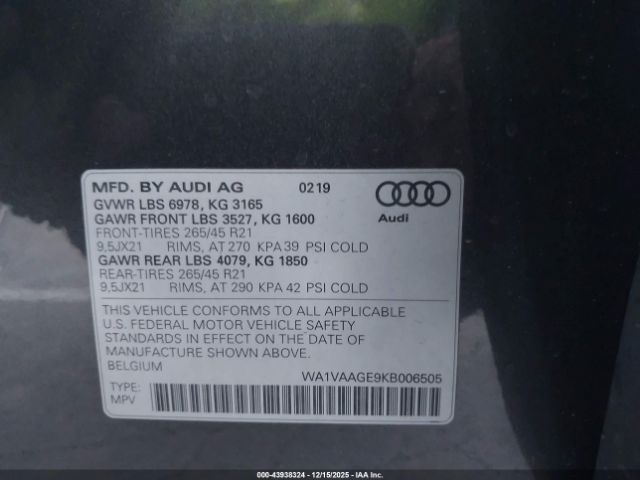 MFD. BY AUDI AG 0219
GVWR LBS 6978, KG 3165
GAWR FRONT LBS 3527, KG 1600
FRONT-TIRES 265/45 R21
9,5JX21 RIMS, AT 270 KPA 39 PSI COLD
GAWR REAR LBS 4079, KG 1850
REAR-TIRES 265/45 R21
9,5JX21 RIMS, AT 290 KPA 42 PSI COLD
Audi
THIS VEHICLE CONFORMS TO ALL APPLICABLE
U.S. FEDERAL MOTOR VEHICLE SAFETY
STANDARDS IN EFFECT ON THE DATE OF
MANUFACTURE SHOWN ABOVE.
BELGIUM
WA1VAAGE9KB006505
TYPE:
MPV
000-43938324 - 12/15/2025 - IAA Inc.